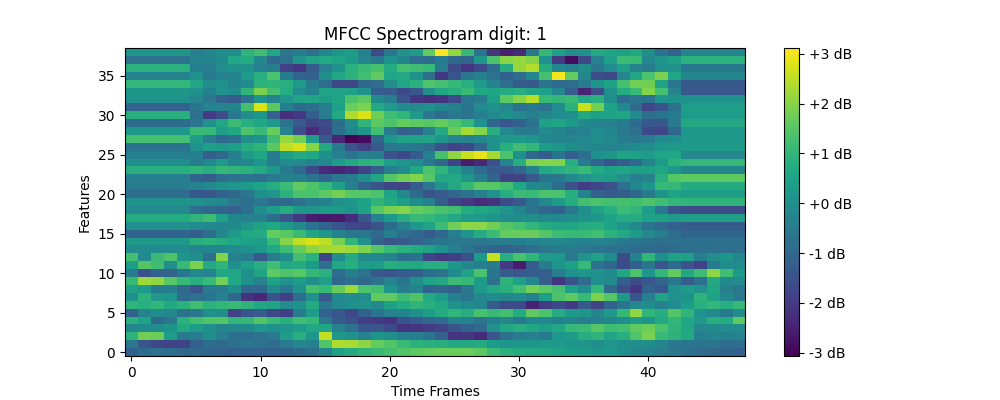 MFCC Spectrogram digit: 1
Features
35
30
25
20
15
10
5
0
0 10 20 30 40
Time Frames
+3 dB
+2 dB
+1 dB
+0 dB
-1 dB
-2 dB
-3 dB